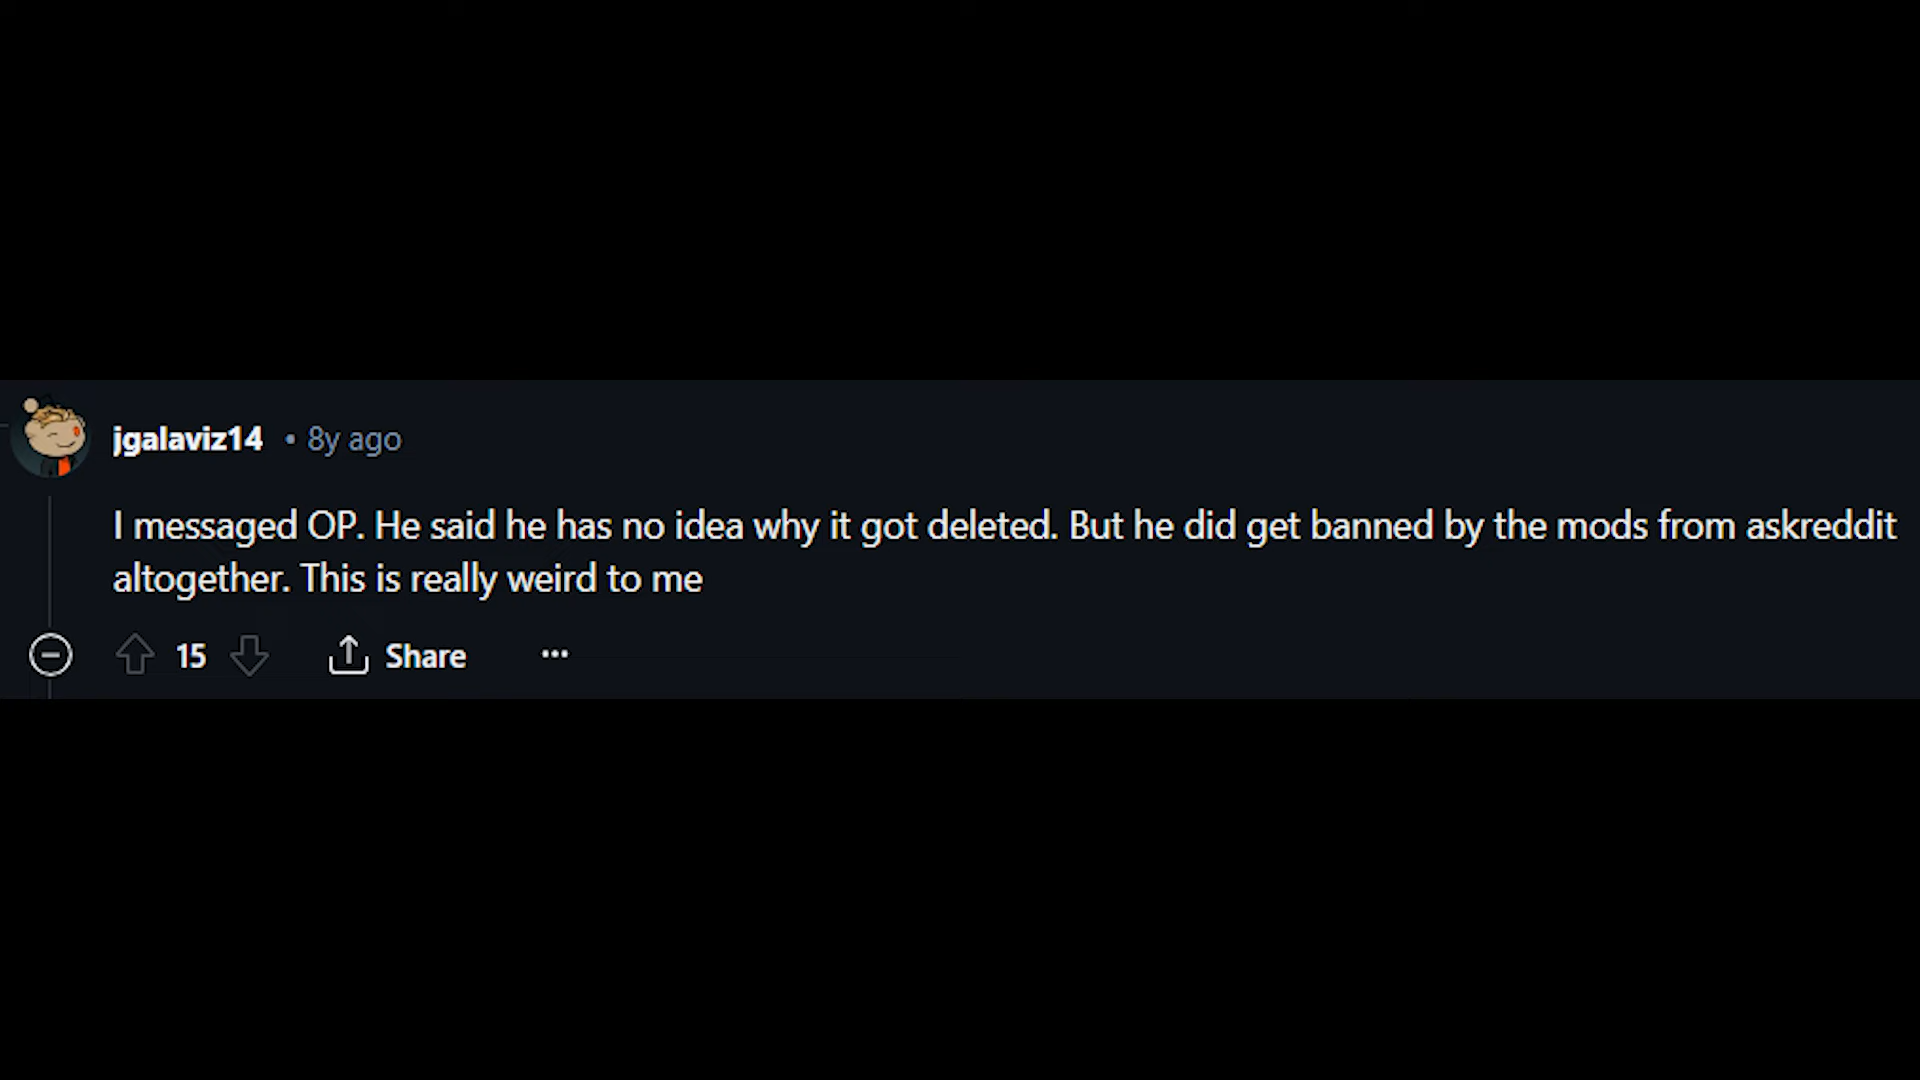 jgalaviz14 • 8y ago
I messaged OP. He said he has no idea why it got deleted. But he did get banned by the mods from askreddit
altogether. This is really weird to me
15 Share ...